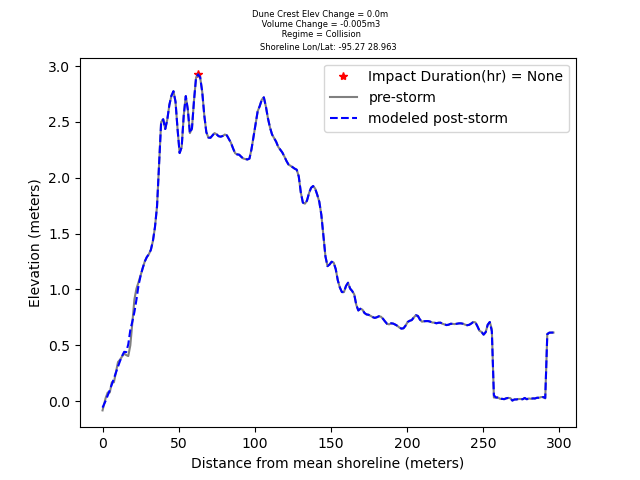 Dune Crest Elev Change = 0.0m
Volume Change = -0.005m3
Regime = Collision
Shoreline Lon/Lat: -95.27 28.963
Impact Duration(hr) = None
pre-storm
modeled post-storm
3.0
2.5
2.0
1.5
1.0
0.5
0.0
Elevation (meters)
0 50 100 150 200 250 300
Distance from mean shoreline (meters)